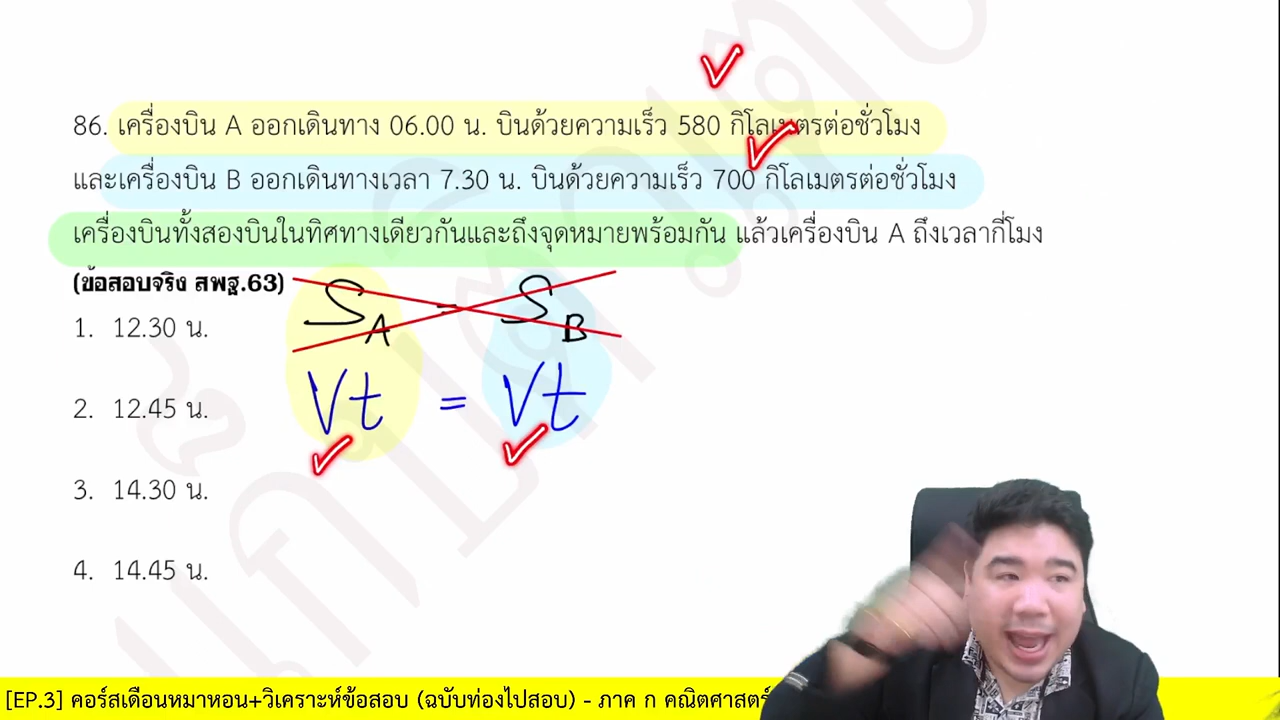 86. เครื่องบิน A ออกเดินทาง 06.00 น. บินด้วยความเร็ว 580 กิโลเมตรต่อชั่วโมง
และเครื่องบิน B ออกเดินทางเวลา 7.30 น. บินด้วยความเร็ว 700 กิโลเมตรต่อชั่วโมง
เครื่องบินทั้งสองบินในทิศทางเดียวกันและถึงจุดหมายพร้อมกัน แล้วเครื่องบิน A ถึงเวลากี่โมง
(ข้อสอบจริง สพฐ.63)
S_A = S_B
1. 12.30 น.
Vt = Vt
2. 12.45 น.
3. 14.30 น.
4. 14.45 น.
[EP.3] คอร์สเดือนหมาหอน+วิเคราะห์ข้อสอบ (ฉบับท่องไปสอบ) - ภาค ก คณิตศาสตร์